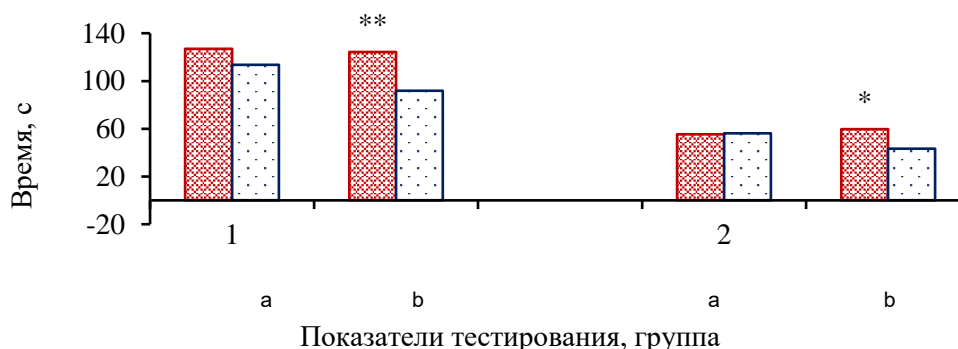 **
140
100
*
60
20
-20
Время, с
1 2
a b a b
Показатели тестирования, группа